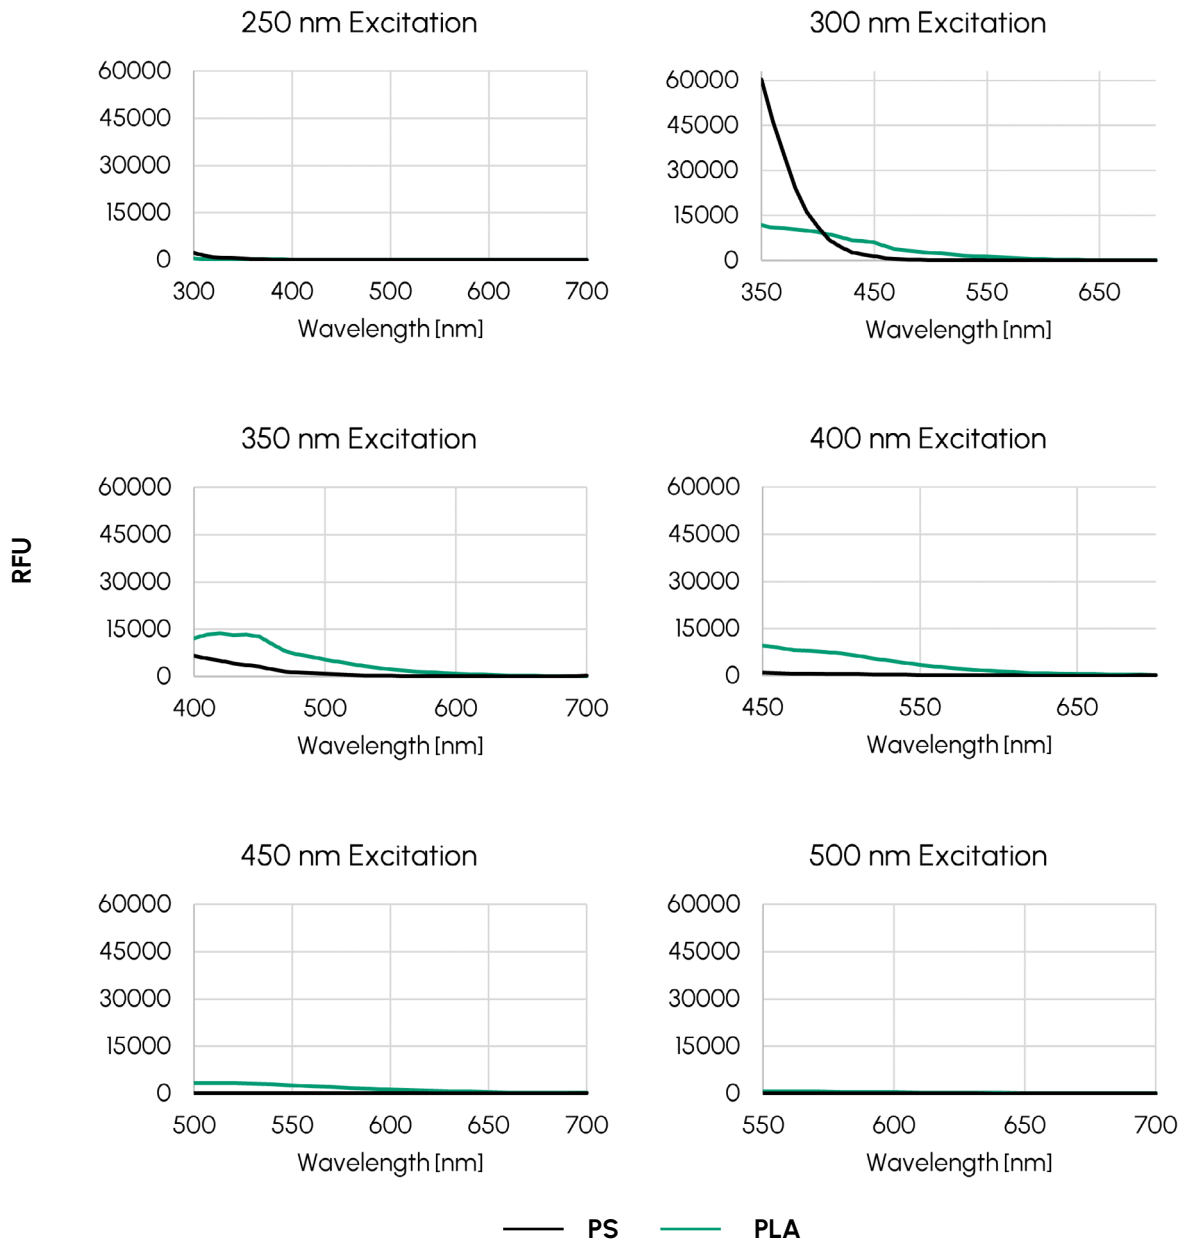 250 nm Excitation
60000
45000
30000
15000
0
300 400 500 600 700
Wavelength [nm]
300 nm Excitation
60000
45000
30000
15000
0
350 450 550 650
Wavelength [nm]
RFU
350 nm Excitation
60000
45000
30000
15000
0
400 500 600 700
Wavelength [nm]
400 nm Excitation
60000
45000
30000
15000
0
450 550 650
Wavelength [nm]
450 nm Excitation
60000
45000
30000
15000
0
500 550 600 650 700
Wavelength [nm]
500 nm Excitation
60000
45000
30000
15000
0
550 600 650 700
Wavelength [nm]
PS PLA